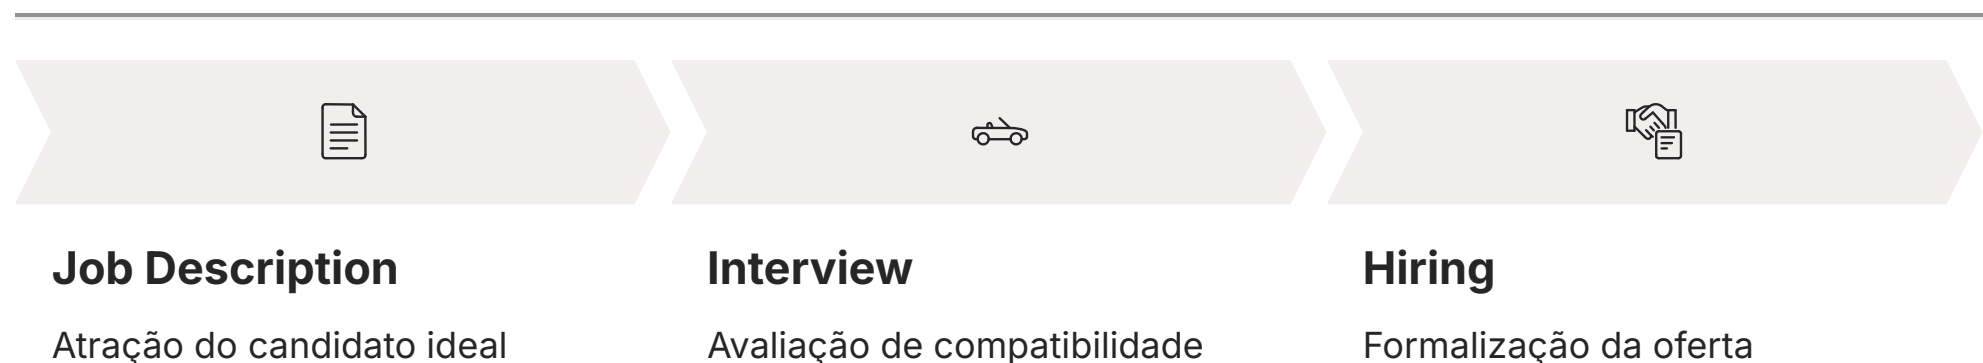 Job Description
Atração do candidato ideal
Interview
Avaliação de compatibilidade
Hiring
Formalização da oferta